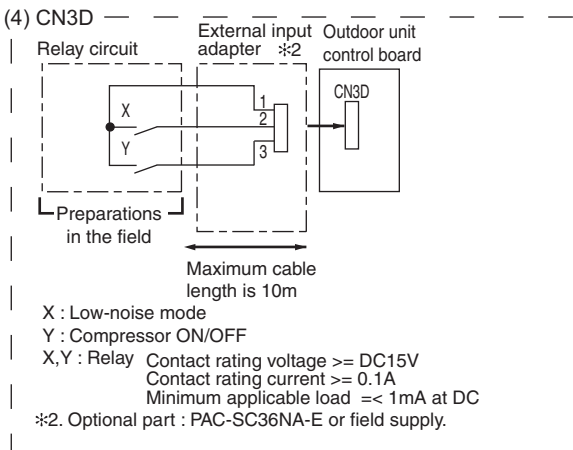 (4) CN3D
External input
adapter ✻2
Outdoor unit
control board
Relay circuit
CN3D
X
Y
1
2
3
Preparations
in the field
Maximum cable
length is 10m
X : Low-noise mode
Y : Compressor ON/OFF
X,Y : Relay Contact rating voltage >= DC15V
Contact rating current >= 0.1A
Minimum applicable load =< 1mA at DC
✻2. Optional part : PAC-SC36NA-E or field supply.